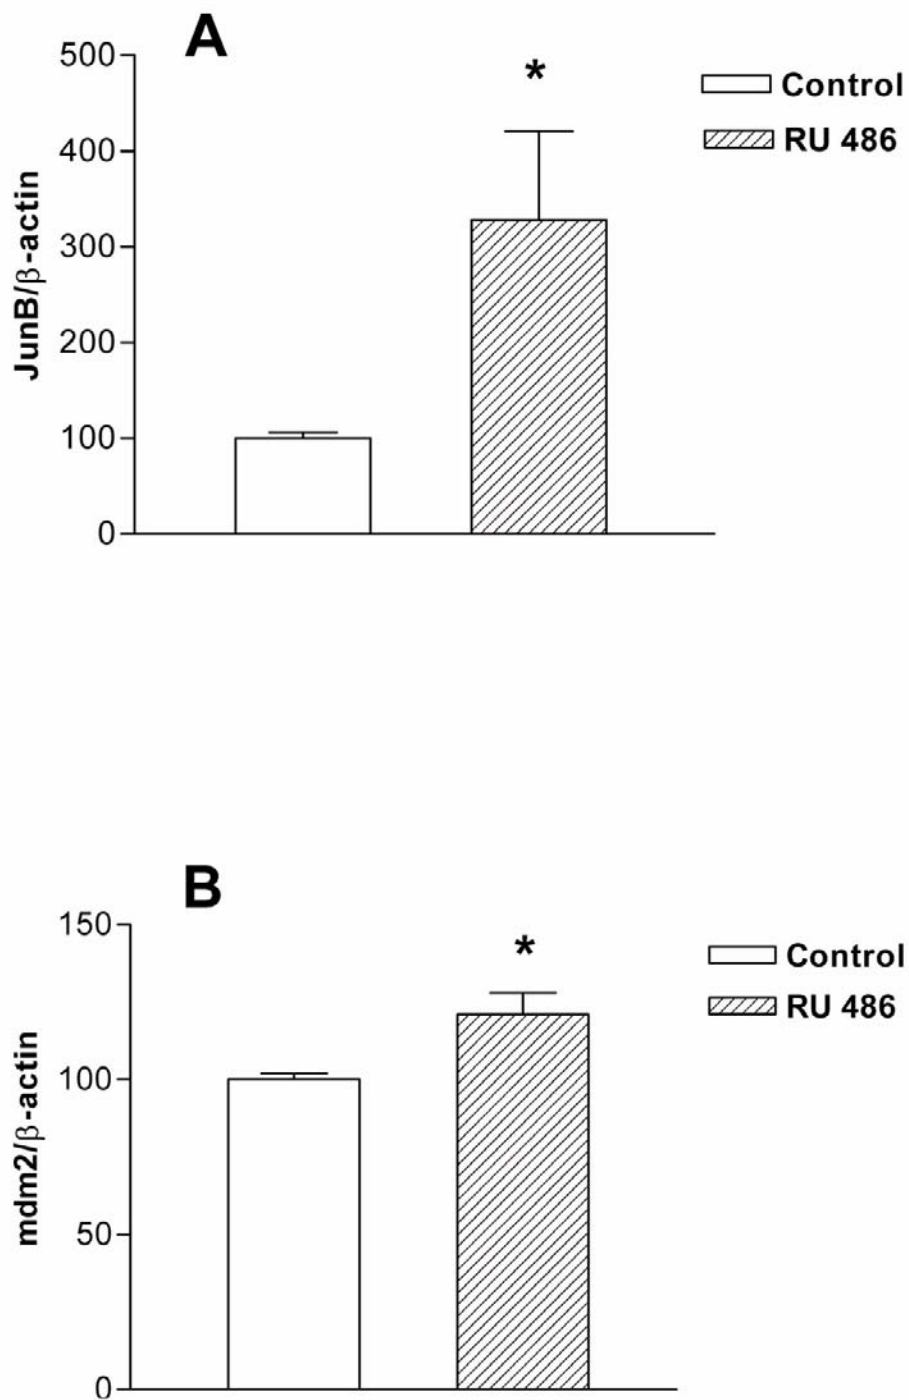 A
500
400
300
200
100
0
JunB/β-actin
*
Control
RU 486
B
150
100
50
0
mdm2/β-actin
*
Control
RU 486